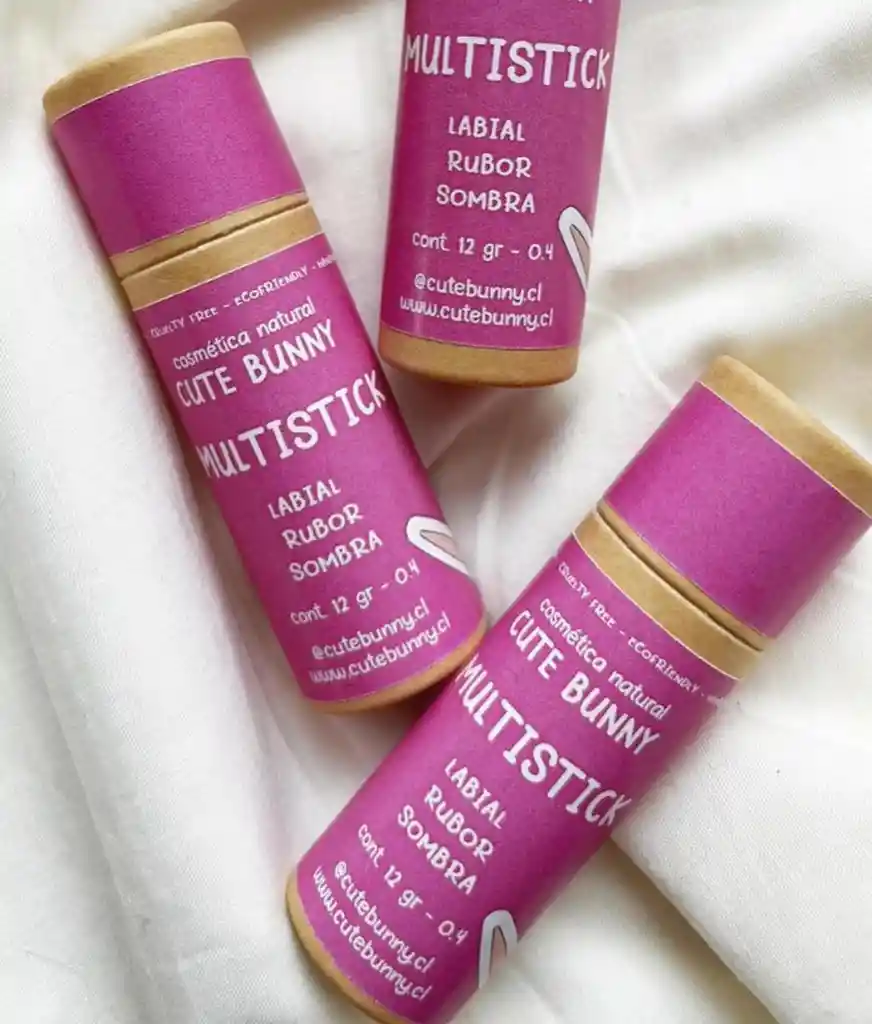 MULTISTICK
LABIAL
RUBOR
SOMBRA
cont. 12 gr - 0.4
@cutebunny.cl
www.cutebunny.cl
CRUELTY FREE - ECOFRIENDLY -
cosmética natural
CUTE BUNNY
MULTISTICK
LABIAL
RUBOR
SOMBRA
cont. 12 gr - 0.4
@cutebunny.cl
www.cutebunny.cl
CRUELTY FREE - ECOFRIENDLY -
cosmética natural
CUTE BUNNY
MULTISTICK
LABIAL
RUBOR
SOMBRA
cont. 12 gr - 0.4
@cutebunny.cl
www.cutebunny.cl